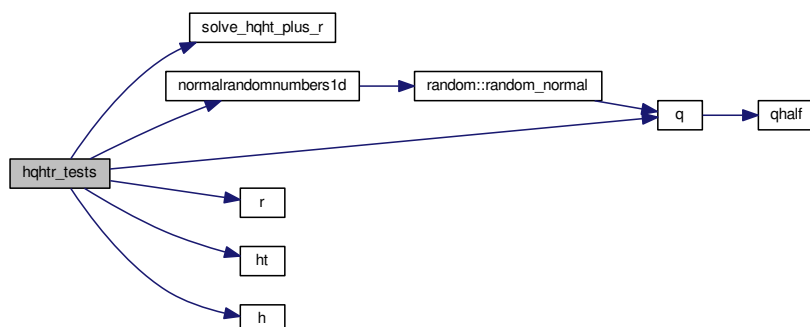 solve_hqht_plus_r
normalrandomnumbers1d
random::random_normal
q
qhalf
hqhtr_tests
r
ht
h